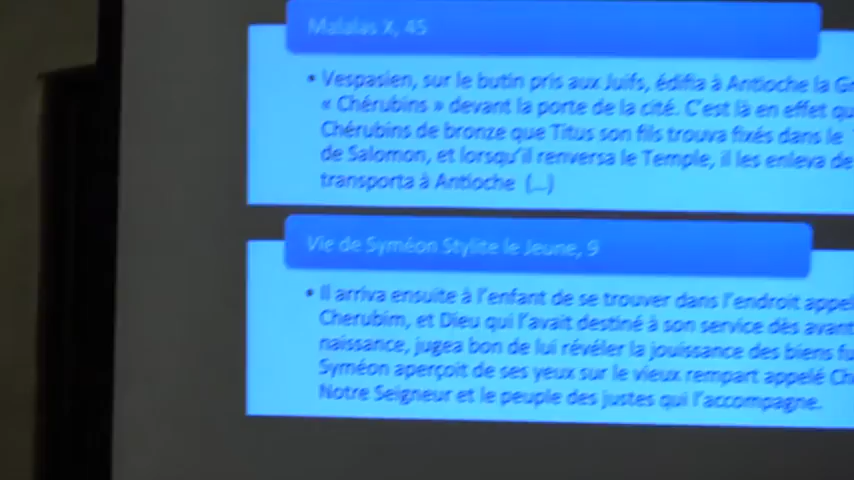 Malalas X, 45
• Vespasien, sur le butin pris aux Juifs, édifia à Antioche la
« Chérubins » devant la porte de la cité. C'est là en effet
Chérubins de bronze que Titus son fils trouva fixés dans le
de Salomon, et lorsqu'il renversa le Temple, il les enleva de
transporta à Antioche (...)
Vie de Syméon Stylite le Jeune, 9
• Il arriva ensuite à l'enfant de se trouver dans l'endroit
Cherubim, et Dieu qui l'avait destiné à son service dès avant
naissance, jugea bon de lui révéler la jouissance des biens
Syméon aperçoit de ses yeux sur le vieux rempart appelé
Notre Seigneur et le peuple des justes qui l'accompagne.